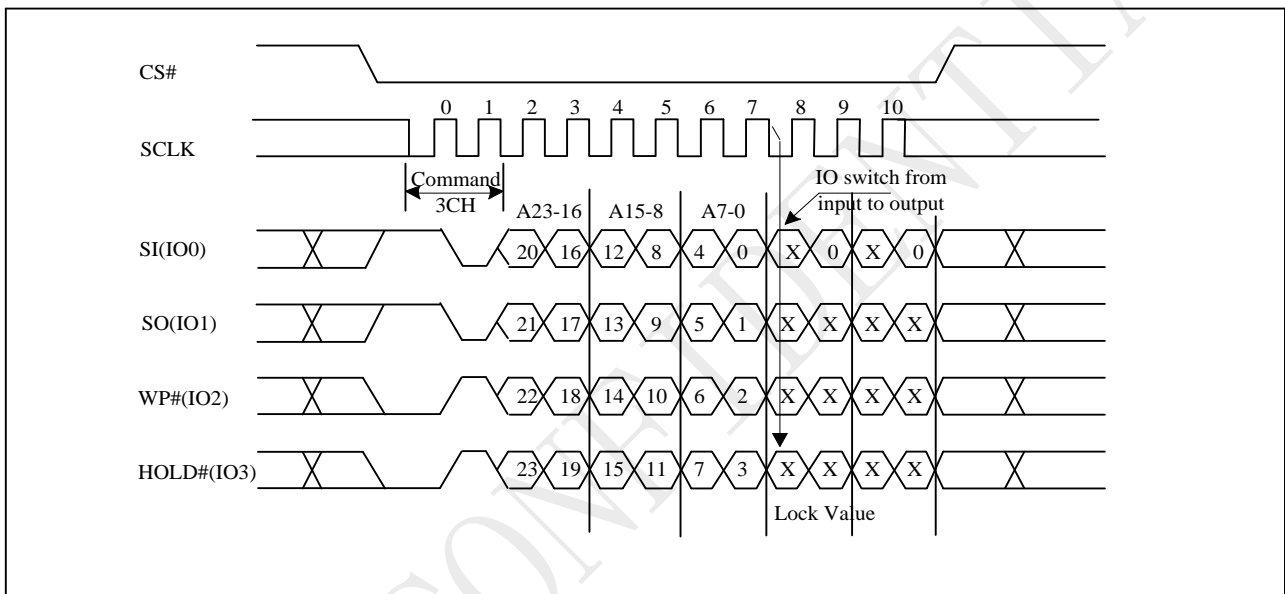 CS#
0 1 2 3 4 5 6 7 8 9 10
SCLK
Command
3CH
IO switch from
input to output
A23-16 A15-8 A7-0
SI(IO0) 20 16 12 8 4 0 X 0 X 0
SO(IO1) 21 17 13 9 5 1 X X X X
WP#(IO2) 22 18 14 10 6 2 X X X X
HOLD#(IO3) 23 19 15 11 7 3 X X X X
Lock Value
CONFIDENTIA